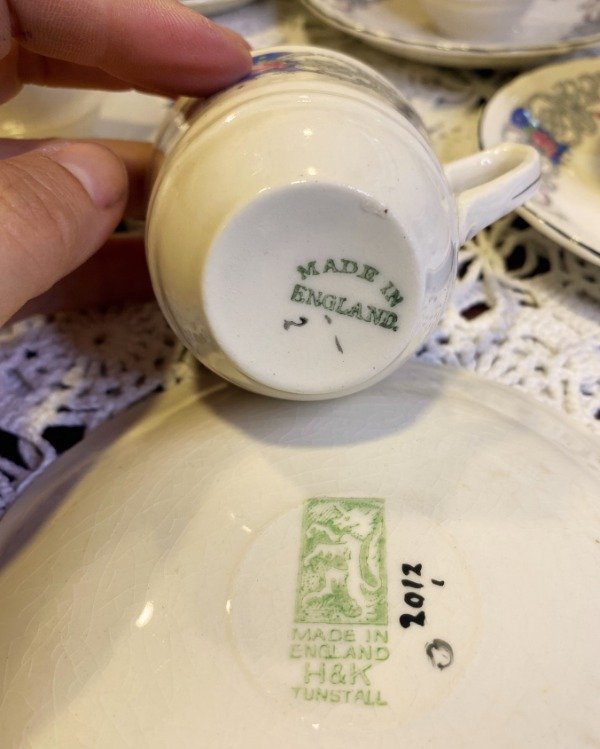 MADE IN
ENGLAND.
2012
MADE IN
ENGLAND
H&K
TUNSTALL